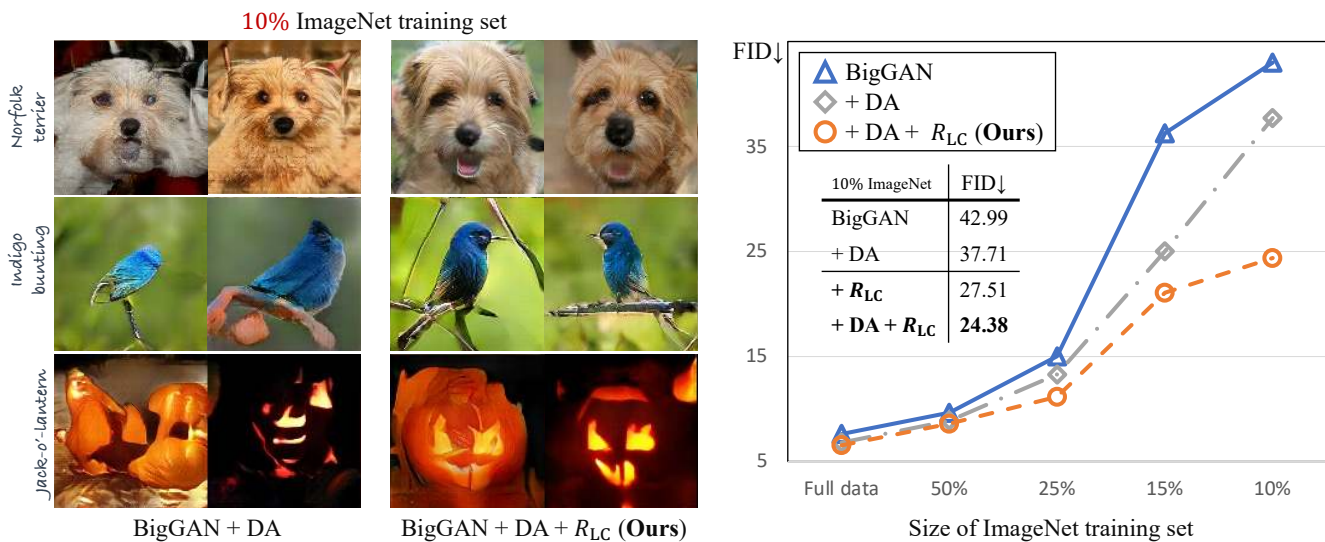 10% ImageNet training set
Norfolk
terrier
Indigo
bunting
Jack-o'-lantern
BigGAN + DA
BigGAN + DA + R_LC (Ours)
FID↓
BigGAN
+ DA
+ DA + R_LC (Ours)
10% ImageNet FID↓
BigGAN 42.99
+ DA 37.71
+ R_LC 27.51
+ DA + R_LC 24.38
35
25
15
5
Full data 50% 25% 15% 10%
Size of ImageNet training set